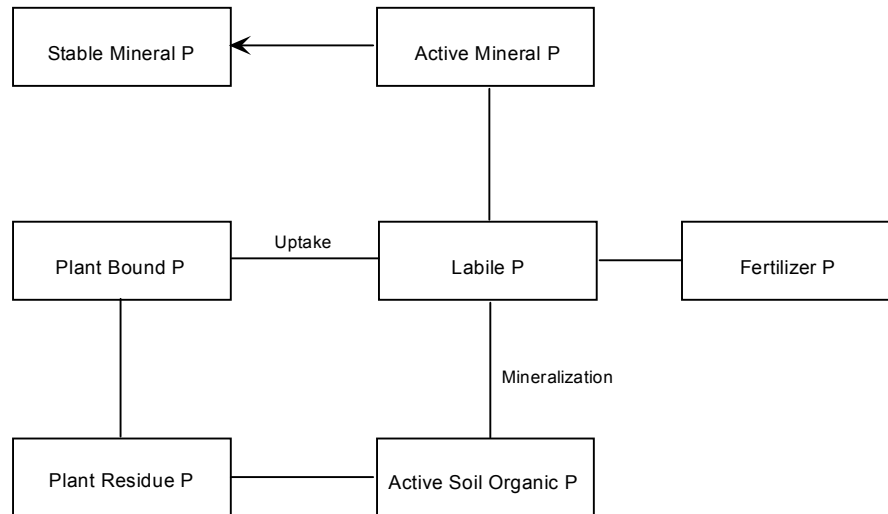 Stable Mineral P
Active Mineral P
Uptake
Plant Bound P
Labile P
Fertilizer P
Mineralization
Plant Residue P
Active Soil Organic P